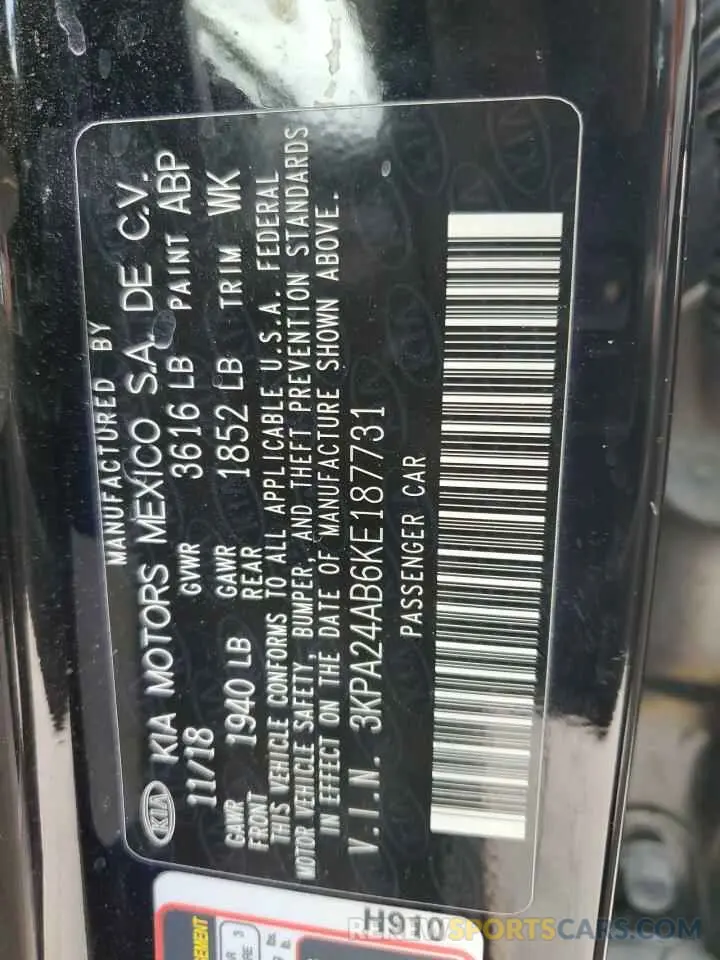 MANUFACTURED BY
KIA KIA MOTORS MEXICO S.A. DE C.V.
11/18 GVWR 3616 LB PAINT ABP
GAWR FRONT 1940 LB GAWR REAR 1852 LB TRIM WK
THIS VEHICLE CONFORMS TO ALL APPLICABLE U.S.A. FEDERAL
MOTOR VEHICLE SAFETY, BUMPER, AND THEFT PREVENTION STANDARDS
IN EFFECT ON THE DATE OF MANUFACTURE SHOWN ABOVE.
V.I.N. 3KPA24AB6KE187731
PASSENGER CAR
H910
REPAIREDAUTOS.COM